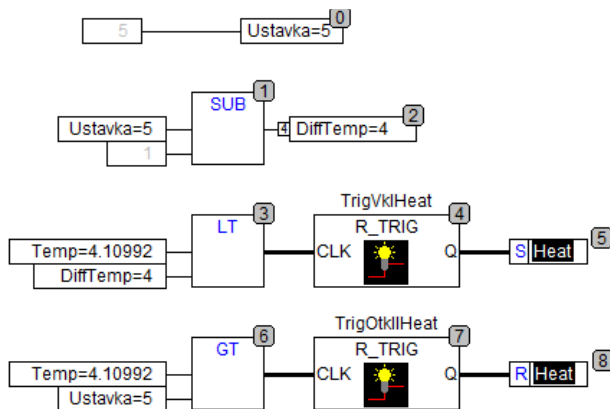 0
5 Ustavka=5
1
SUB 2
Ustavka=5 4 DiffTemp=4
1
TrigVklHeat
3 4
LT R_TRIG 5
Temp=4.10992 CLK Q S Heat
DiffTemp=4
TrigOtkllHeat
6 7
GT R_TRIG 8
Temp=4.10992 CLK Q R Heat
Ustavka=5